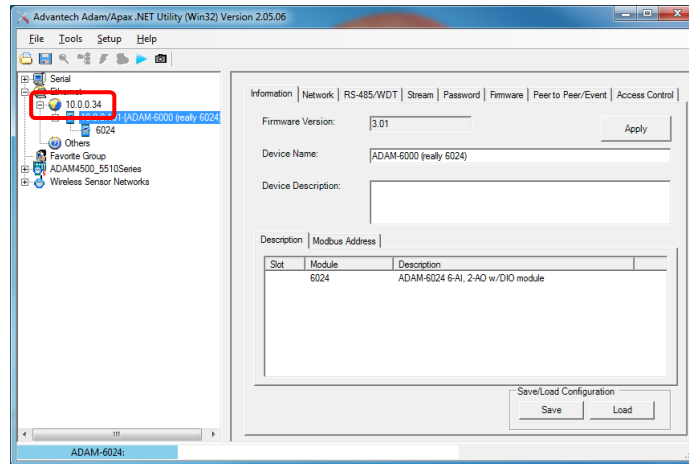 Advantech Adam/Apax .NET Utility (Win32) Version 2.05.06
File Tools Setup Help
Serial
Ethernet
10.0.0.34
-[ADAM-6000 (really 6024)
6024
Others
Favorite Group
ADAM4500_5510Series
Wireless Sensor Networks
Information Network RS-485/WDT Stream Password Firmware Peer to Peer/Event Access Control
Firmware Version: 3.01 Apply
Device Name: ADAM-6000 (really 6024)
Device Description:
Description Modbus Address
Slot Module Description
6024 ADAM-6024 6-AI, 2-AO w/DIO module
Save/Load Configuration
Save Load
ADAM-6024: